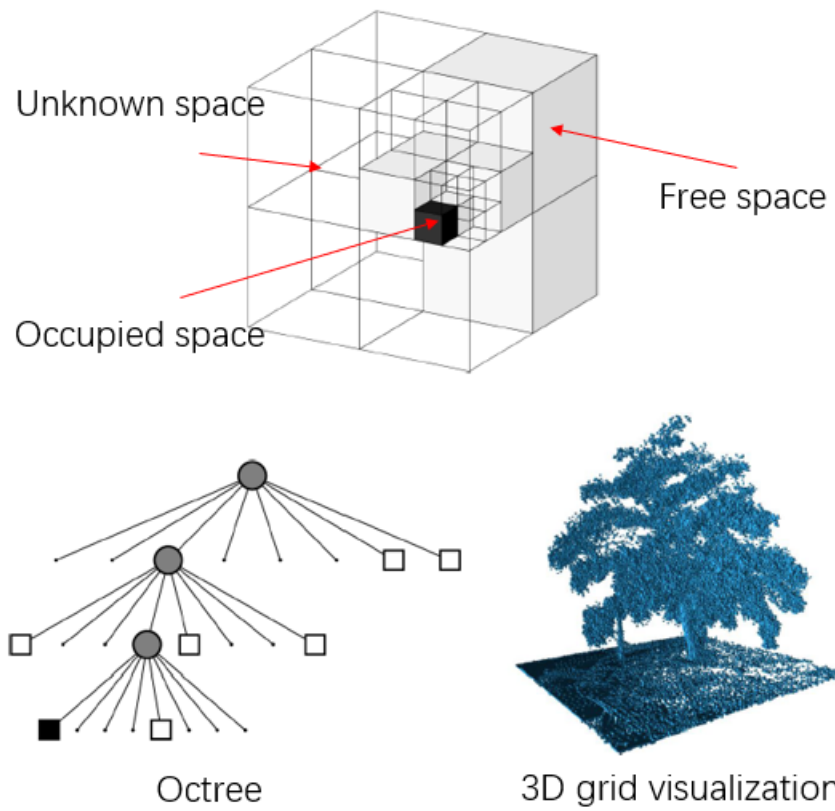 Unknown space
Free space
Occupied space
Octree
3D grid visualization